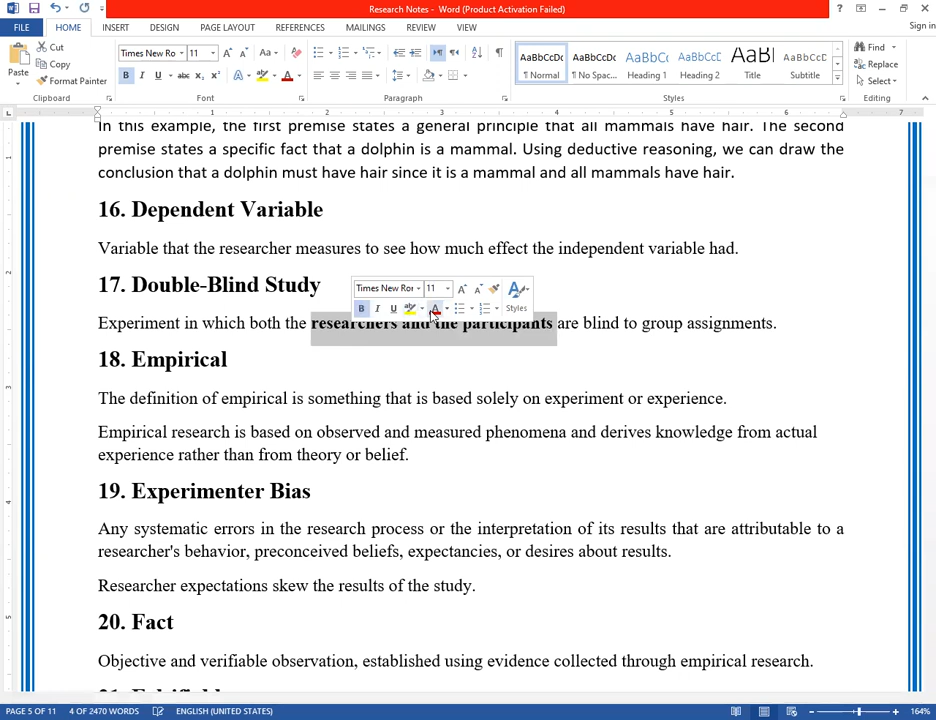 Research Notes - Word (Product Activation Failed)
FILE HOME INSERT DESIGN PAGE LAYOUT REFERENCES MAILINGS REVIEW VIEW Sign in
Paste Cut Copy Format Painter
Times New Ro 11
AaBbCcDc AaBbCcDc AaBbCc AaBbCcD AaBb AaBbCcD
¶ Normal ¶ No Spac... Heading 1 Heading 2 Title Subtitle
Find Replace Select
Clipboard Font Paragraph Styles Editing
1 2 3 4 5 6 7
In this example, the first premise states a general principle that all mammals have hair. The second
premise states a specific fact that a dolphin is a mammal. Using deductive reasoning, we can draw the
conclusion that a dolphin must have hair since it is a mammal and all mammals have hair.
16. Dependent Variable
Variable that the researcher measures to see how much effect the independent variable had.
17. Double-Blind Study
Times New Ror 11
Styles
Experiment in which both the researchers and the participants are blind to group assignments.
18. Empirical
The definition of empirical is something that is based solely on experiment or experience.
Empirical research is based on observed and measured phenomena and derives knowledge from actual
experience rather than from theory or belief.
19. Experimenter Bias
Any systematic errors in the research process or the interpretation of its results that are attributable to a
researcher's behavior, preconceived beliefs, expectancies, or desires about results.
Researcher expectations skew the results of the study.
20. Fact
Objective and verifiable observation, established using evidence collected through empirical research.
PAGE 5 OF 11 4 OF 2470 WORDS ENGLISH (UNITED STATES) 164%